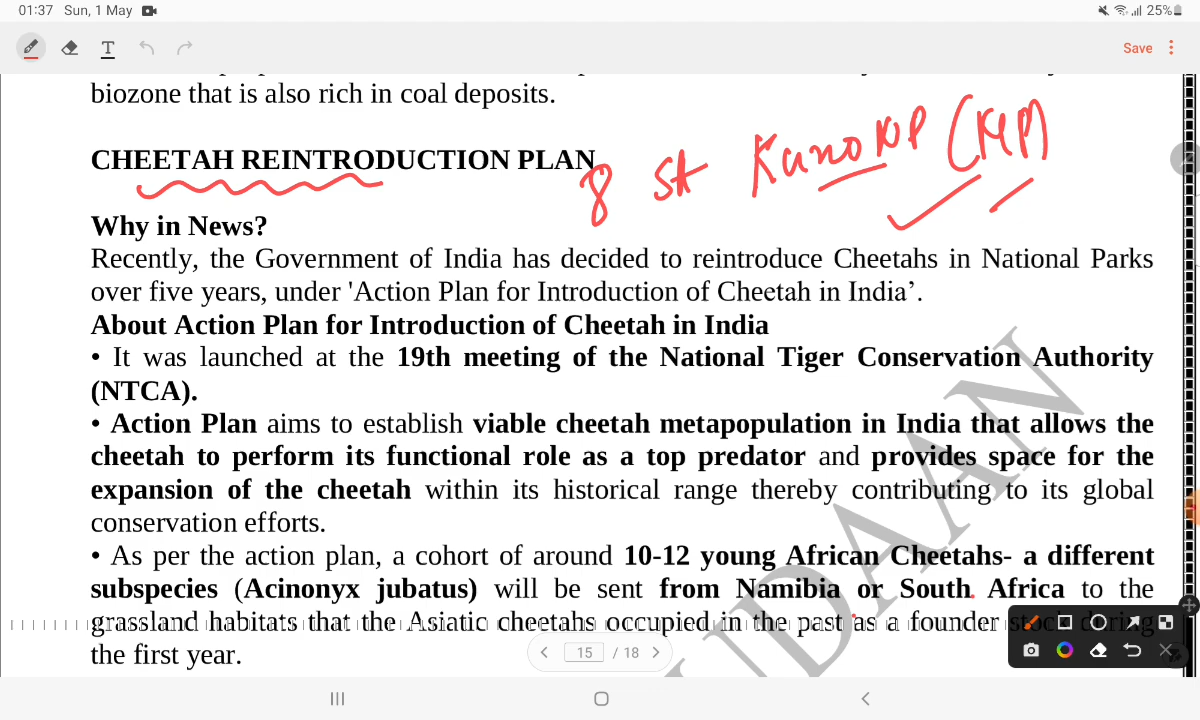 01:37 Sun, 1 May 25%
T Save
biozone that is also rich in coal deposits.
CHEETAH REINTRODUCTION PLAN
8 st Kuno NP (MP)
Why in News?
Recently, the Government of India has decided to reintroduce Cheetahs in National Parks
over five years, under 'Action Plan for Introduction of Cheetah in India’.
About Action Plan for Introduction of Cheetah in India
• It was launched at the 19th meeting of the National Tiger Conservation Authority
(NTCA).
• Action Plan aims to establish viable cheetah metapopulation in India that allows the
cheetah to perform its functional role as a top predator and provides space for the
expansion of the cheetah within its historical range thereby contributing to its global
conservation efforts.
• As per the action plan, a cohort of around 10-12 young African Cheetahs- a different
subspecies (Acinonyx jubatus) will be sent from Namibia or South Africa to the
grassland habitats that the Asiatic cheetahs occupied in the past as a founder stock during
the first year.
15 / 18
UDAAN